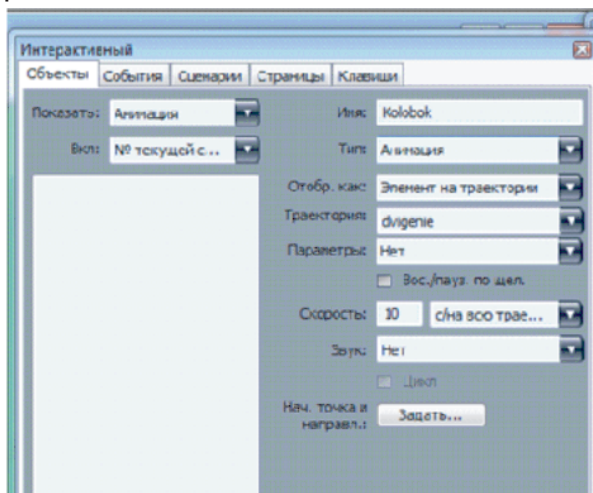 Интерактивный
Объекты События Сценарии Страницы Клавиши
Показать: Анимация
Имя: Kolobok
Вкл: № текущей с...
Тип: Анимация
Отобр. как: Элемент на траектории
Траектория: dvigenie
Параметры: Нет
Вос./пауз. по щел.
Скорость: 10 с/на всю трае...
Звук: Нет
Цикл
Нач. точка и
направл.: Задать...